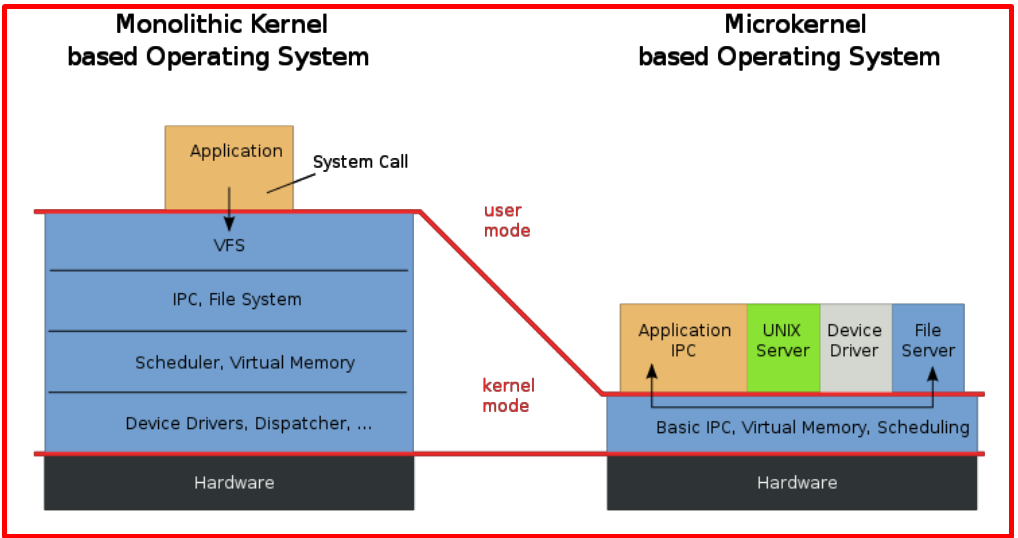 Monolithic Kernel
based Operating System
Microkernel
based Operating System
Application
System Call
user
mode
VFS
IPC, File System
Scheduler, Virtual Memory
Device Drivers, Dispatcher, ...
Hardware
kernel
mode
Application
IPC
UNIX
Server
Device
Driver
File
Server
Basic IPC, Virtual Memory, Scheduling
Hardware